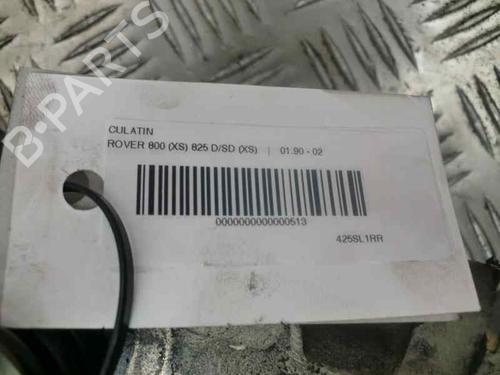 B-PARTS
CULATIN
ROVER 800 (XS) 825 D/SD (XS) | 01.90 - 02
0000000000000513
425SL1RR